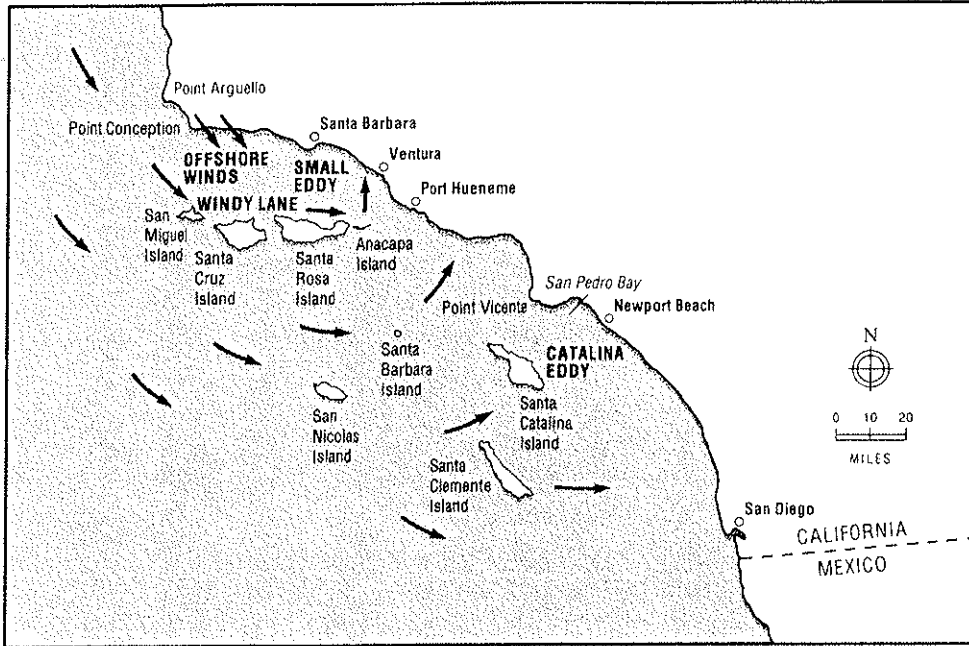 Point Arguello
Point Conception
Santa Barbara
OFFSHORE
WINDS
SMALL
EDDY
Ventura
Port Hueneme
WINDY LANE
San
Miguel
Island
Santa
Cruz
Island
Santa
Rosa
Island
Anacapa
Island
San Pedro Bay
Point Vicente
Newport Beach
Santa
Barbara
Island
CATALINA
EDDY
San
Nicolas
Island
Santa
Catalina
Island
Santa
Clemente
Island
N
0 10 20
MILES
San Diego
CALIFORNIA
MEXICO